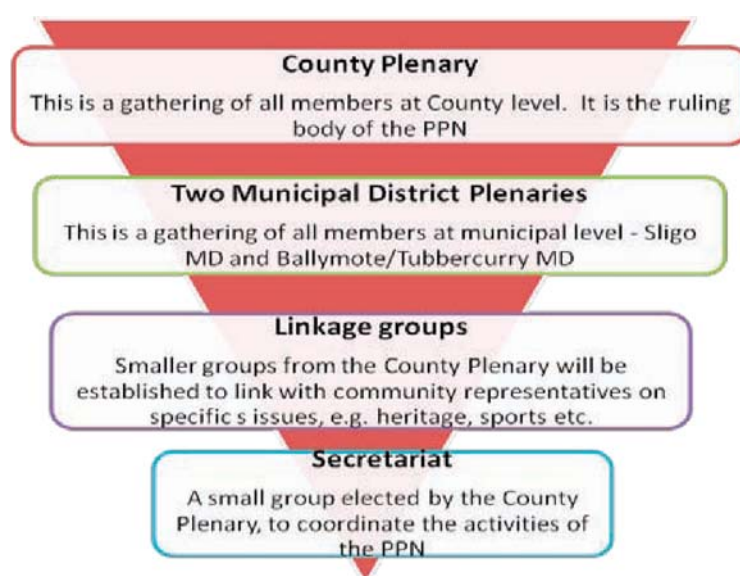 County Plenary
This is a gathering of all members at County level.  It is the ruling
body of the PPN
Two Municipal District Plenaries
This is a gathering of all members at municipal level - Sligo
MD and Ballymote/Tubbercurry MD
Linkage groups
Smaller groups from the County Plenary will be
established to link with community representatives on
specific s issues, e.g. heritage, sports etc.
Secretariat
A small group elected by the County
Plenary, to coordinate the activities of
the PPN